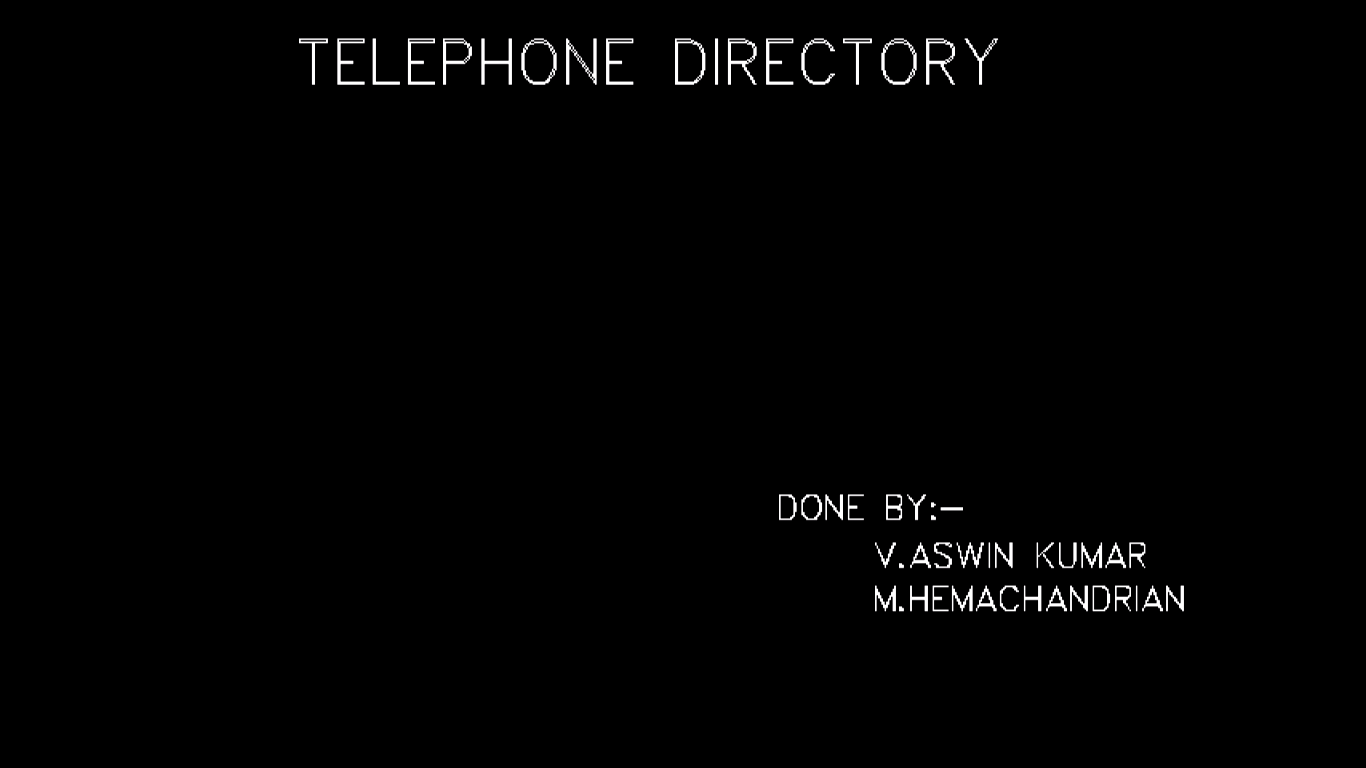 TELEPHONE DIRECTORY
DONE BY:-
V.ASWIN KUMAR
M.HEMACHANDRIAN